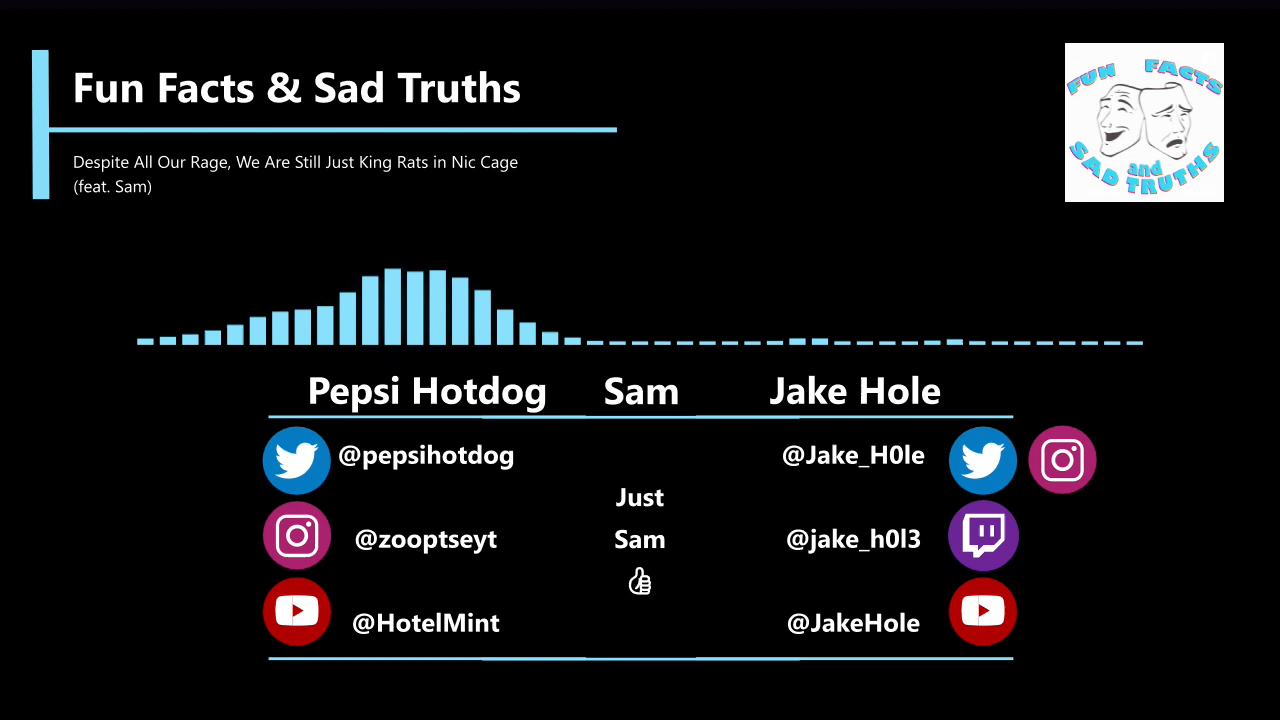 Fun Facts & Sad Truths
Despite All Our Rage, We Are Still Just King Rats in Nic Cage
(feat. Sam)
FUN FACTS
and
SAD TRUTHS
Pepsi Hotdog Sam Jake Hole
@pepsihotdog @Jake_H0le
Just
@zooptseyt Sam @jake_h0l3
👍
@HotelMint @JakeHole